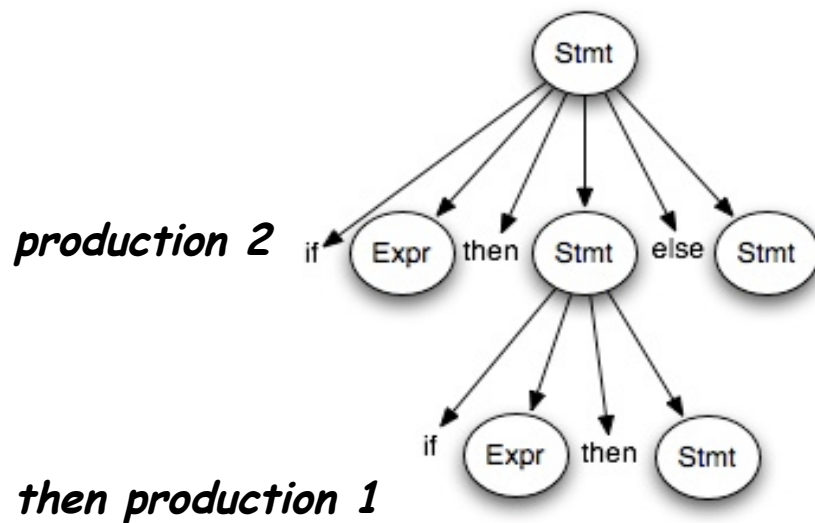 Stmt
production 2 if Expr then Stmt else Stmt
if Expr then Stmt
then production 1